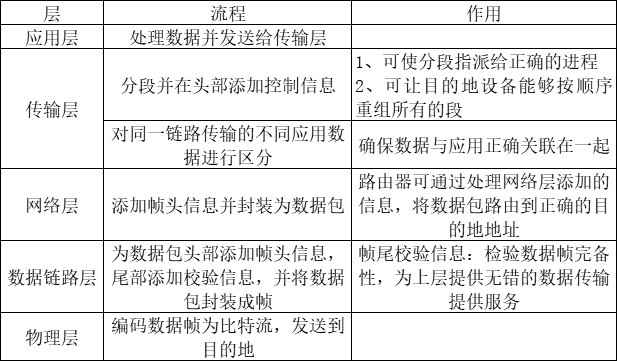 层
流程
作用
应用层
处理数据并发送给传输层
传输层
分段并在头部添加控制信息
1、可使分段指派给正确的进程
2、可让目的地设备能够按顺序
重组所有的段
对同一链路传输的不同应用数
据进行区分
确保数据与应用正确关联在一起
网络层
添加帧头信息并封装为数据包
路由器可通过处理网络层添加的
信息，将数据包路由到正确的目
的地地址
数据链路层
为数据包头部添加帧头信息，
尾部添加校验信息，并将数据
包封装成帧
帧尾校验信息：检验数据帧完备
性，为上层提供无错的数据传输
提供服务
物理层
编码数据帧为比特流，发送到
目的地